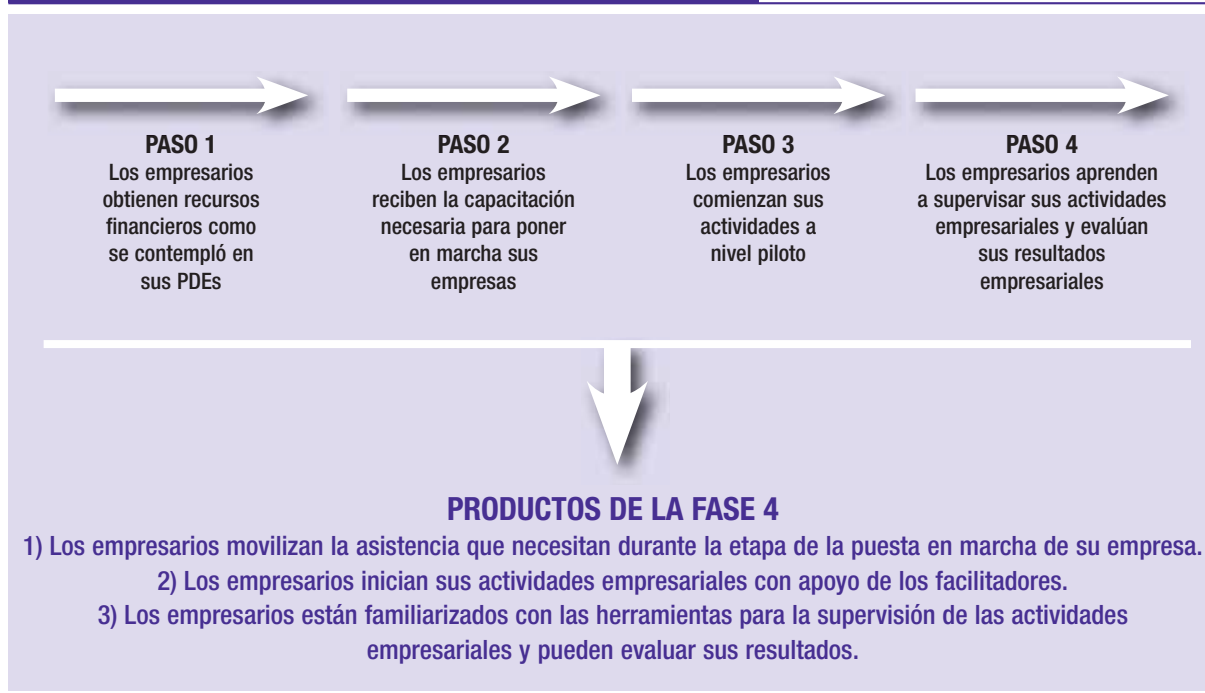 PASO 1
Los empresarios
obtienen recursos
financieros como
se contempló en
sus PDEs
PASO 2
Los empresarios
reciben la capacitación
necesaria para poner
en marcha sus
empresas
PASO 3
Los empresarios
comienzan sus
actividades a
nivel piloto
PASO 4
Los empresarios aprenden
a supervisar sus actividades
empresariales y evalúan
sus resultados
empresariales
PRODUCTOS DE LA FASE 4
1) Los empresarios movilizan la asistencia que necesitan durante la etapa de la puesta en marcha de su empresa.
2) Los empresarios inician sus actividades empresariales con apoyo de los facilitadores.
3) Los empresarios están familiarizados con las herramientas para la supervisión de las actividades
empresariales y pueden evaluar sus resultados.